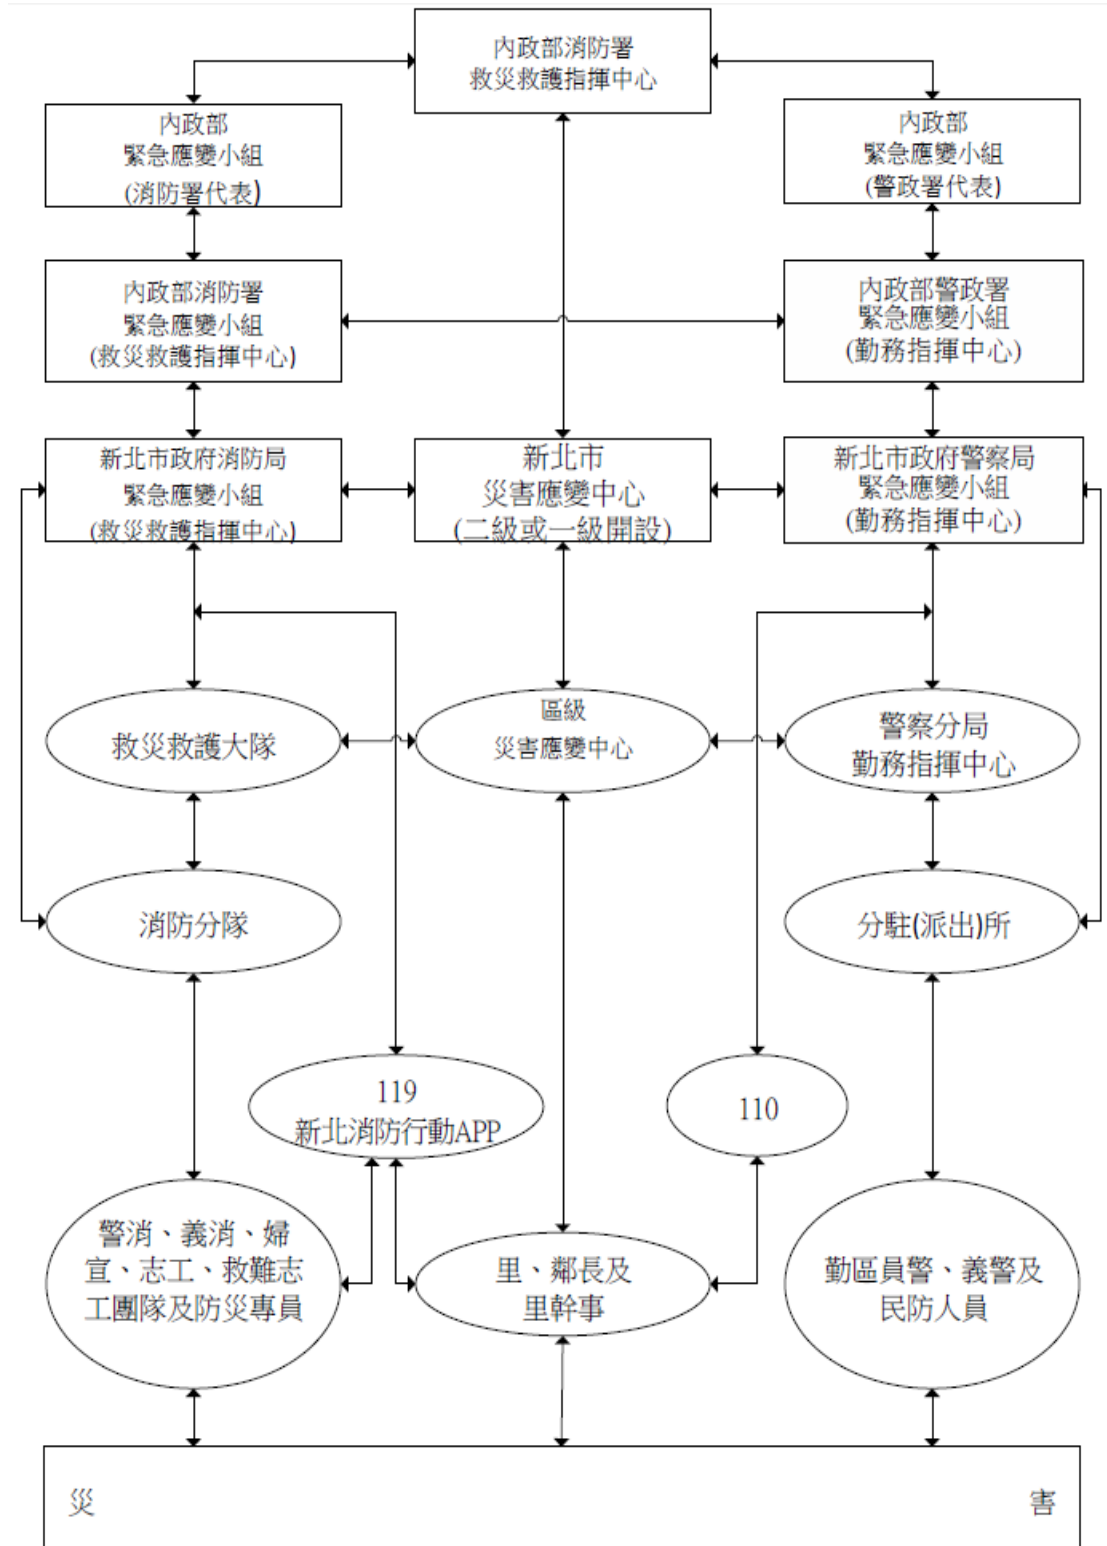 內政部消防署
救災救護指揮中心
內政部
緊急應變小組
(消防署代表)
內政部
緊急應變小組
(警政署代表)
內政部消防署
緊急應變小組
(救災救護指揮中心)
內政部警政署
緊急應變小組
(勤務指揮中心)
新北市政府消防局
緊急應變小組
(救災救護指揮中心)
新北市
災害應變中心
(二級或一級開設)
新北市政府警察局
緊急應變小組
(勤務指揮中心)
救災救護大隊
區級
災害應變中心
警察分局
勤務指揮中心
消防分隊
分駐(派出)所
119
新北消防行動APP
110
警消、義消、婦
宣、志工、救難志
工團隊及防災專員
里、鄰長及
里幹事
勤區員警、義警及
民防人員
災 害